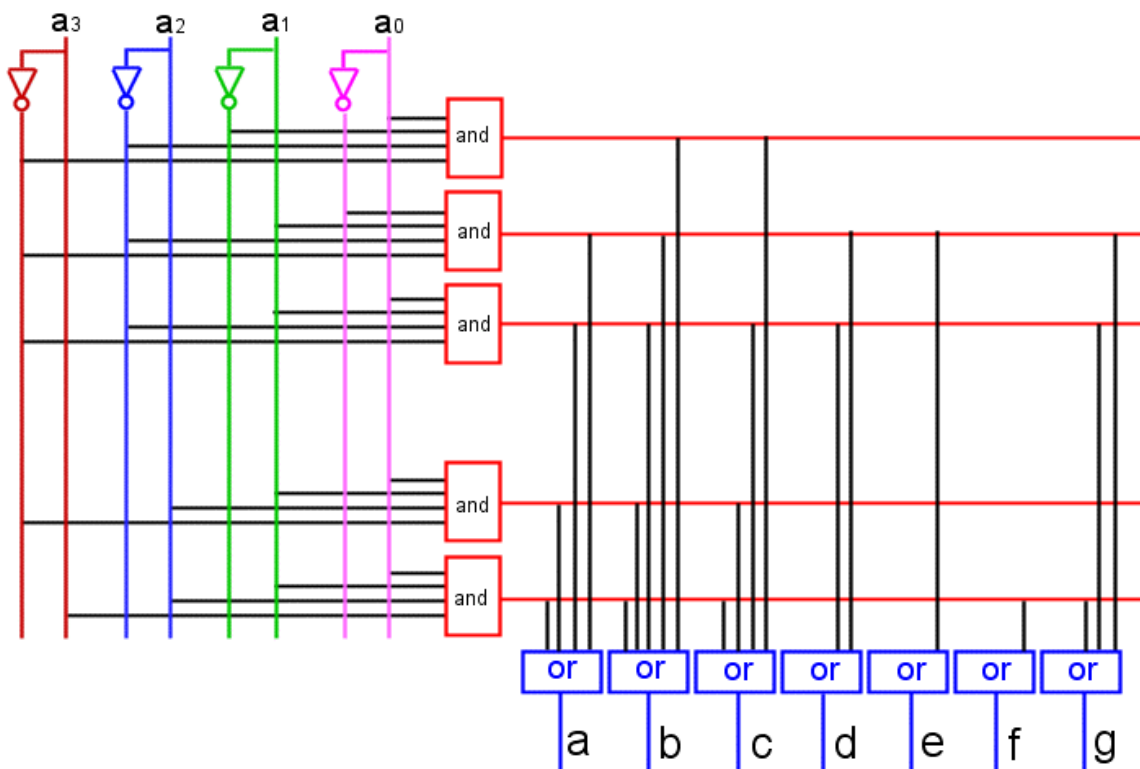 a3 a2 a1 a0
and
and
and
and
and
or or or or or or or
a b c d e f g